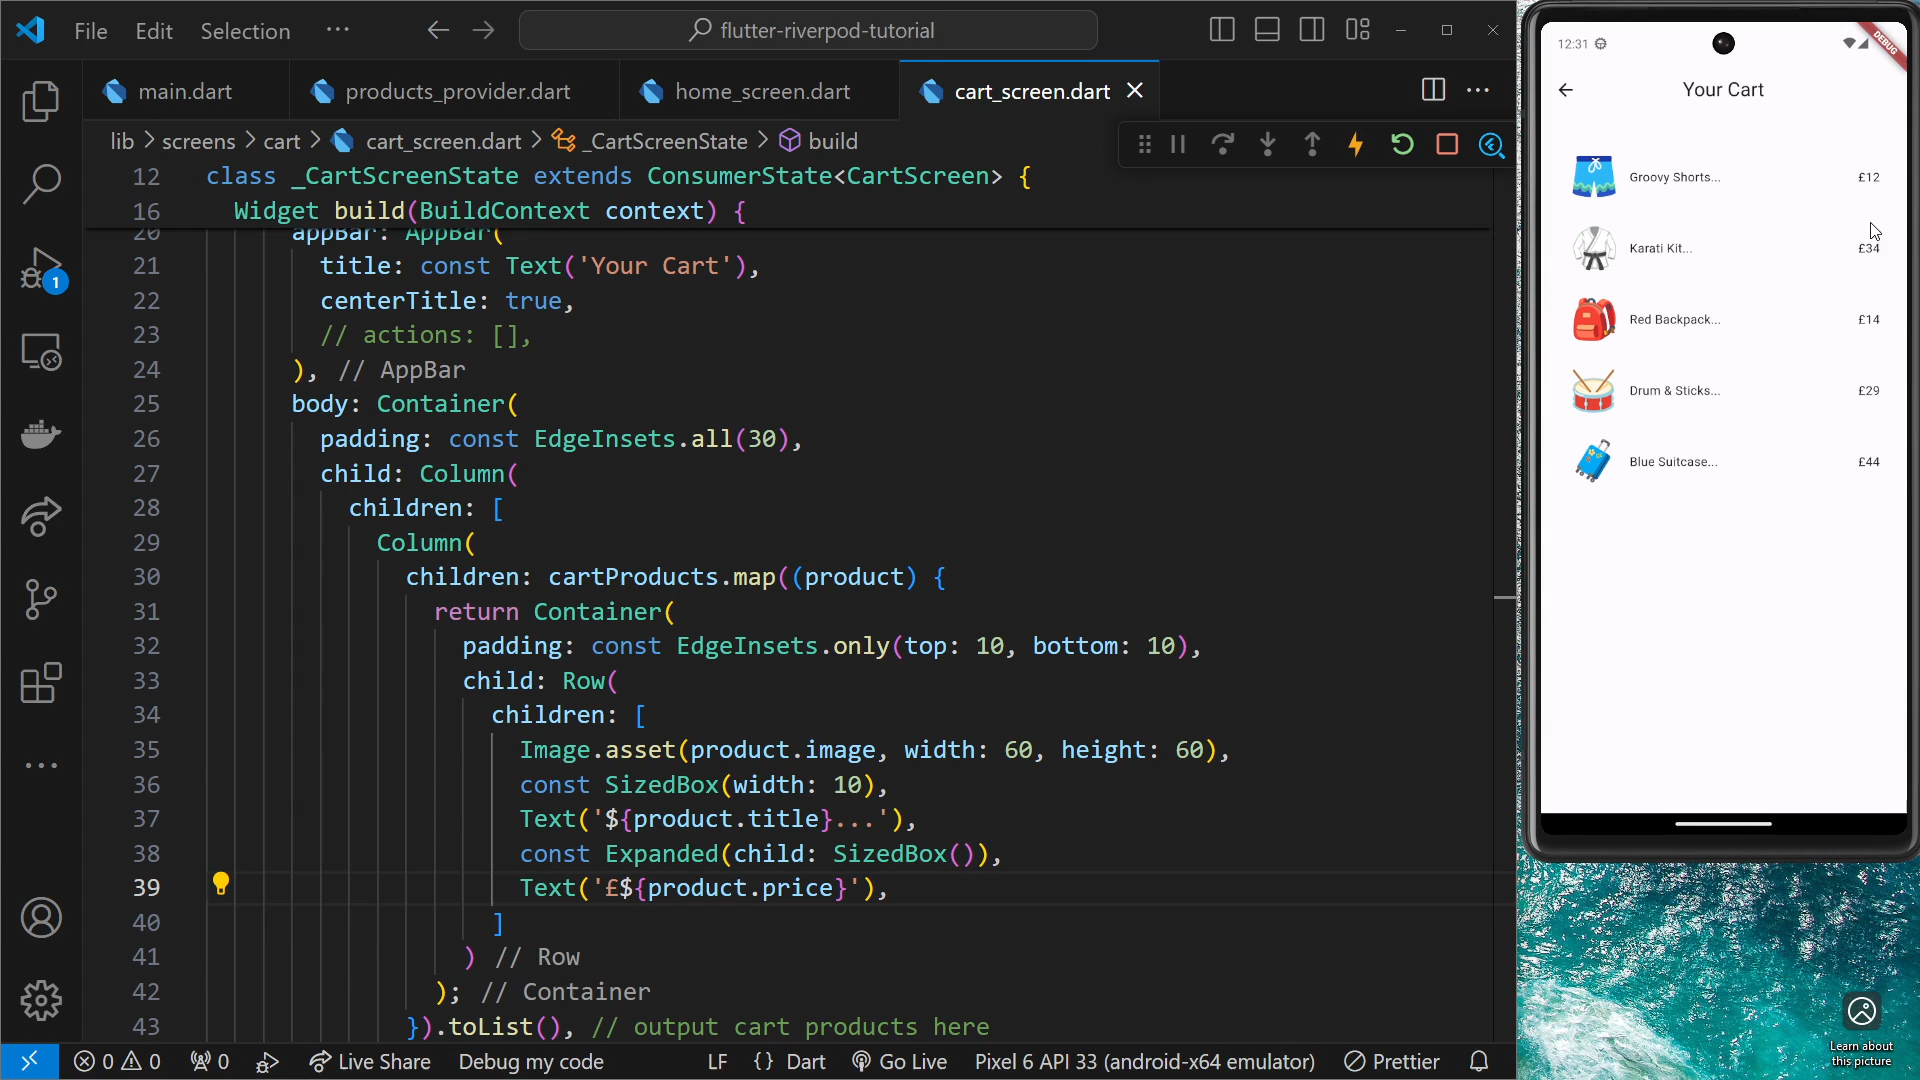 File Edit Selection ...
flutter-riverpod-tutorial
main.dart products_provider.dart home_screen.dart cart_screen.dart
lib > screens > cart > cart_screen.dart > _CartScreenState > build
12 class _CartScreenState extends ConsumerState<CartScreen> {
16 Widget build(BuildContext context) {
20 appBar: AppBar(
21 title: const Text('Your Cart'),
22 centerTitle: true,
23 // actions: [],
24 ), // AppBar
25 body: Container(
26 padding: const EdgeInsets.all(30),
27 child: Column(
28 children: [
29 Column(
30 children: cartProducts.map((product) {
31 return Container(
32 padding: const EdgeInsets.only(top: 10, bottom: 10),
33 child: Row(
34 children: [
35 Image.asset(product.image, width: 60, height: 60),
36 const SizedBox(width: 10),
37 Text('${product.title}...'),
38 const Expanded(child: SizedBox()),
39 Text('£${product.price}'),
40 ]
41 ) // Row
42 ); // Container
43 }).toList(), // output cart products here
1
0 0 0 Live Share Debug my code LF {} Dart Go Live Pixel 6 API 33 (android-x64 emulator) Prettier
12:31
DEBUG
Your Cart
Groovy Shorts... £12
Karati Kit... £34
Red Backpack... £14
Drum & Sticks... £29
Blue Suitcase... £44
Learn about
this picture